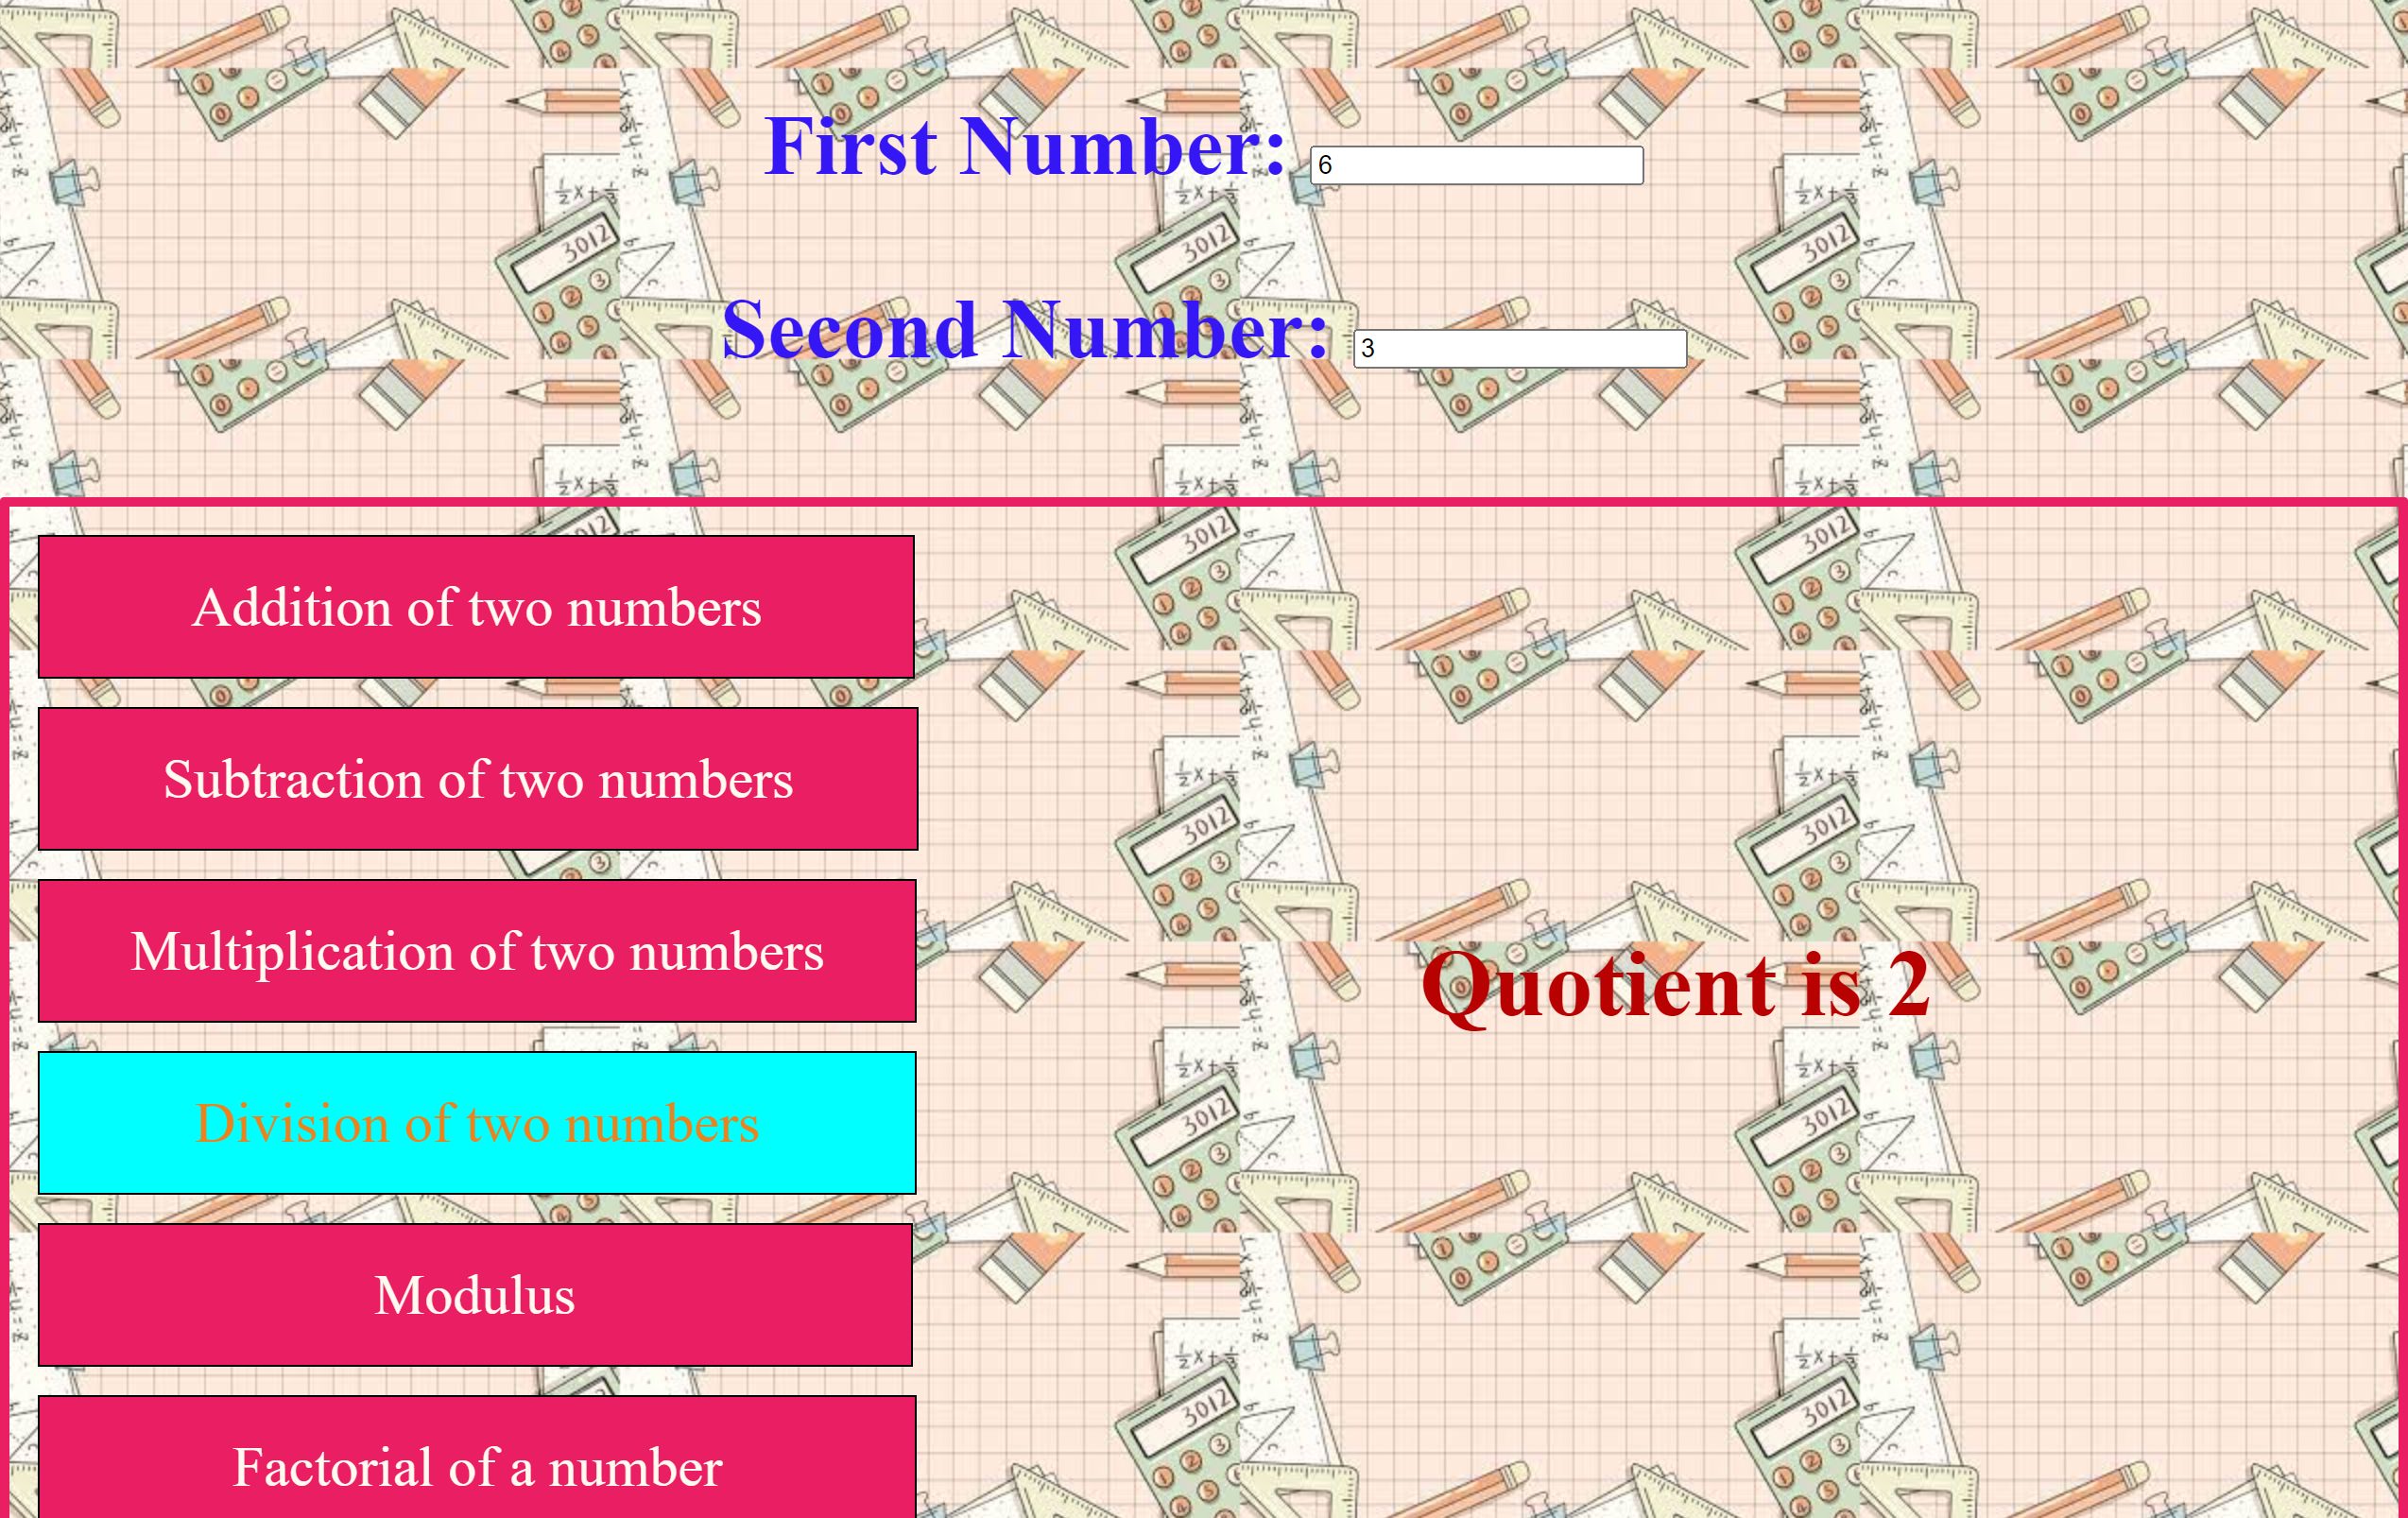 First Number: 6
Second Number: 3
Addition of two numbers
Subtraction of two numbers
Multiplication of two numbers
Division of two numbers
Modulus
Factorial of a number
Quotient is 2